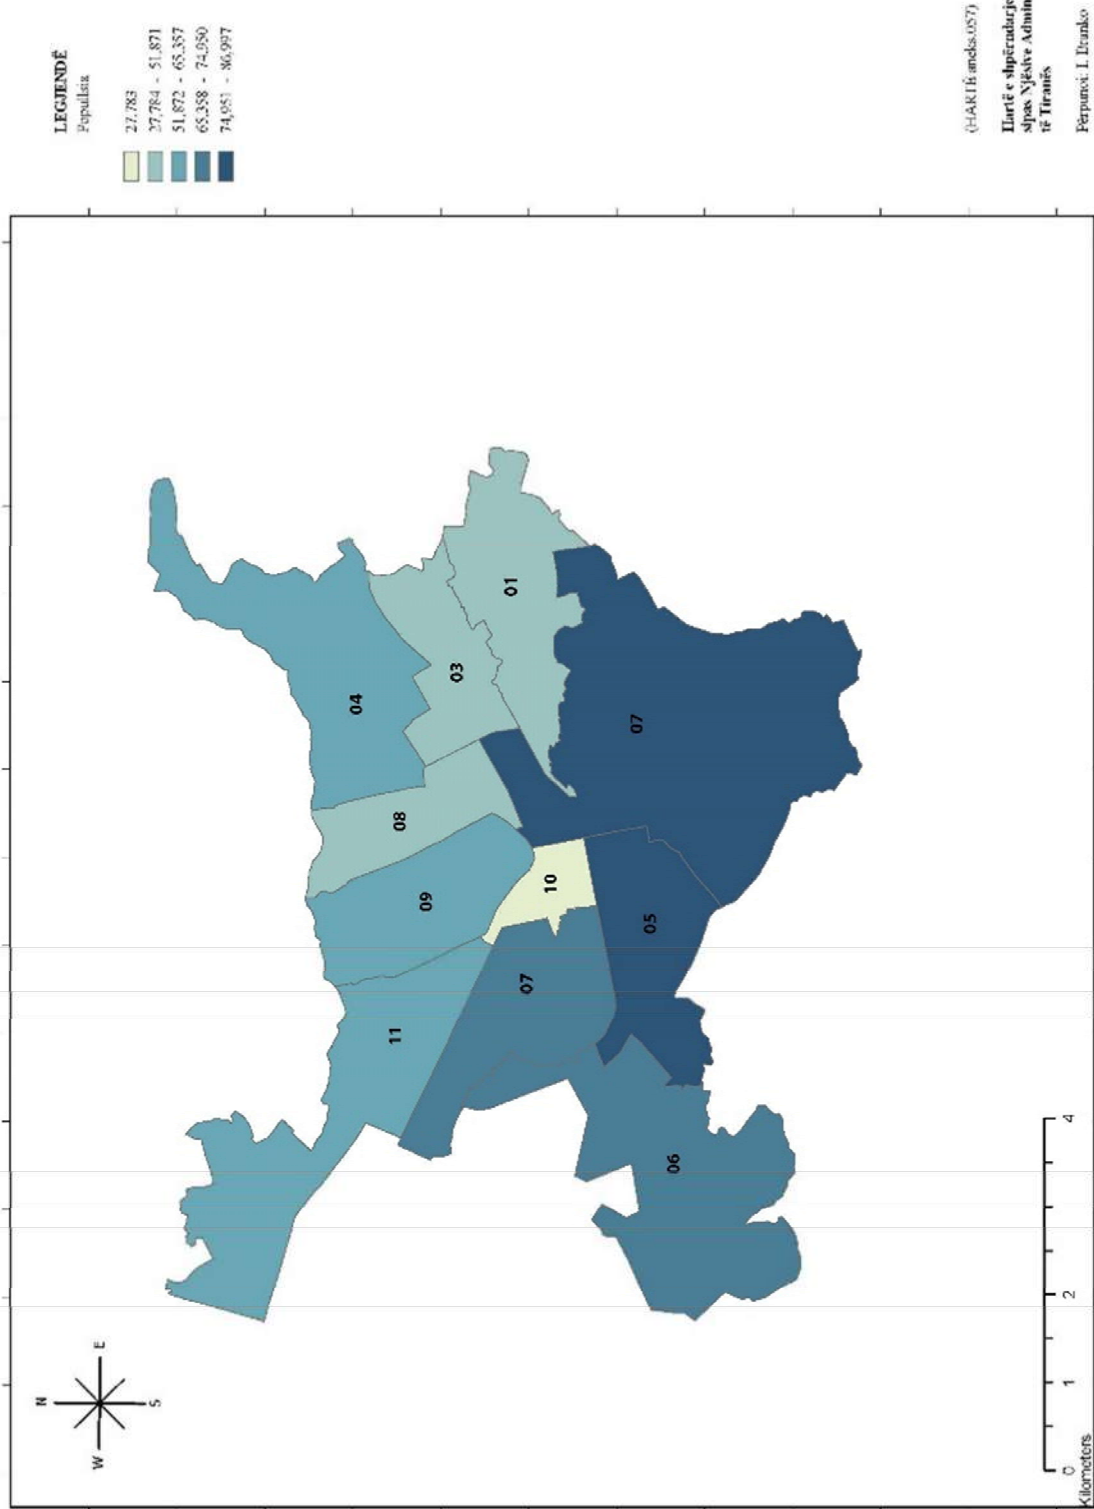 LEGJENDË
Popullsia
27,783
27,784 - 51,871
51,872 - 65,357
65,358 - 74,950
74,951 - 86,997
N
W E
S
04
11
09
08
03
01
10
07
07
05
06
0 1 2 4
Kilometers
(HARTË aneks.057)
Hartë e shpërndarje
sipas Njësive Admin
të Tiranës
Përpunoi: I. Dranko